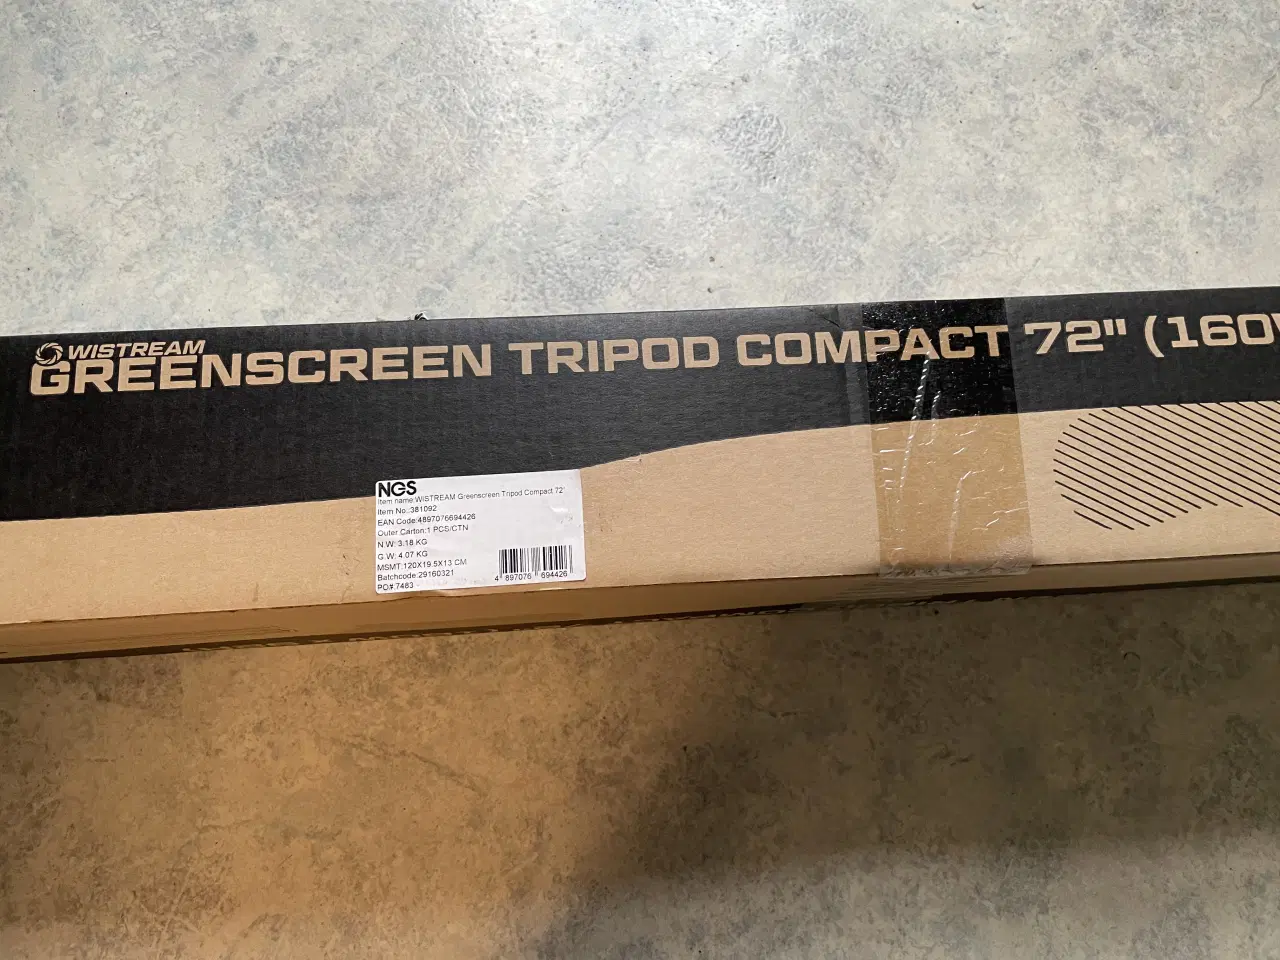 WISTREAM
GREENSCREEN TRIPOD COMPACT 72" (160
NGS
Item name:WISTREAM Greenscreen Tripod Compact 72'
Item No.:381092
EAN Code:4897076694426
Outer Carton:1 PCS/CTN
N.W: 3.18 KG
G.W: 4.07 KG
MSMT:120X19.5X13 CM
Batchcode:29160321
PO#:7483
4 897076 694426